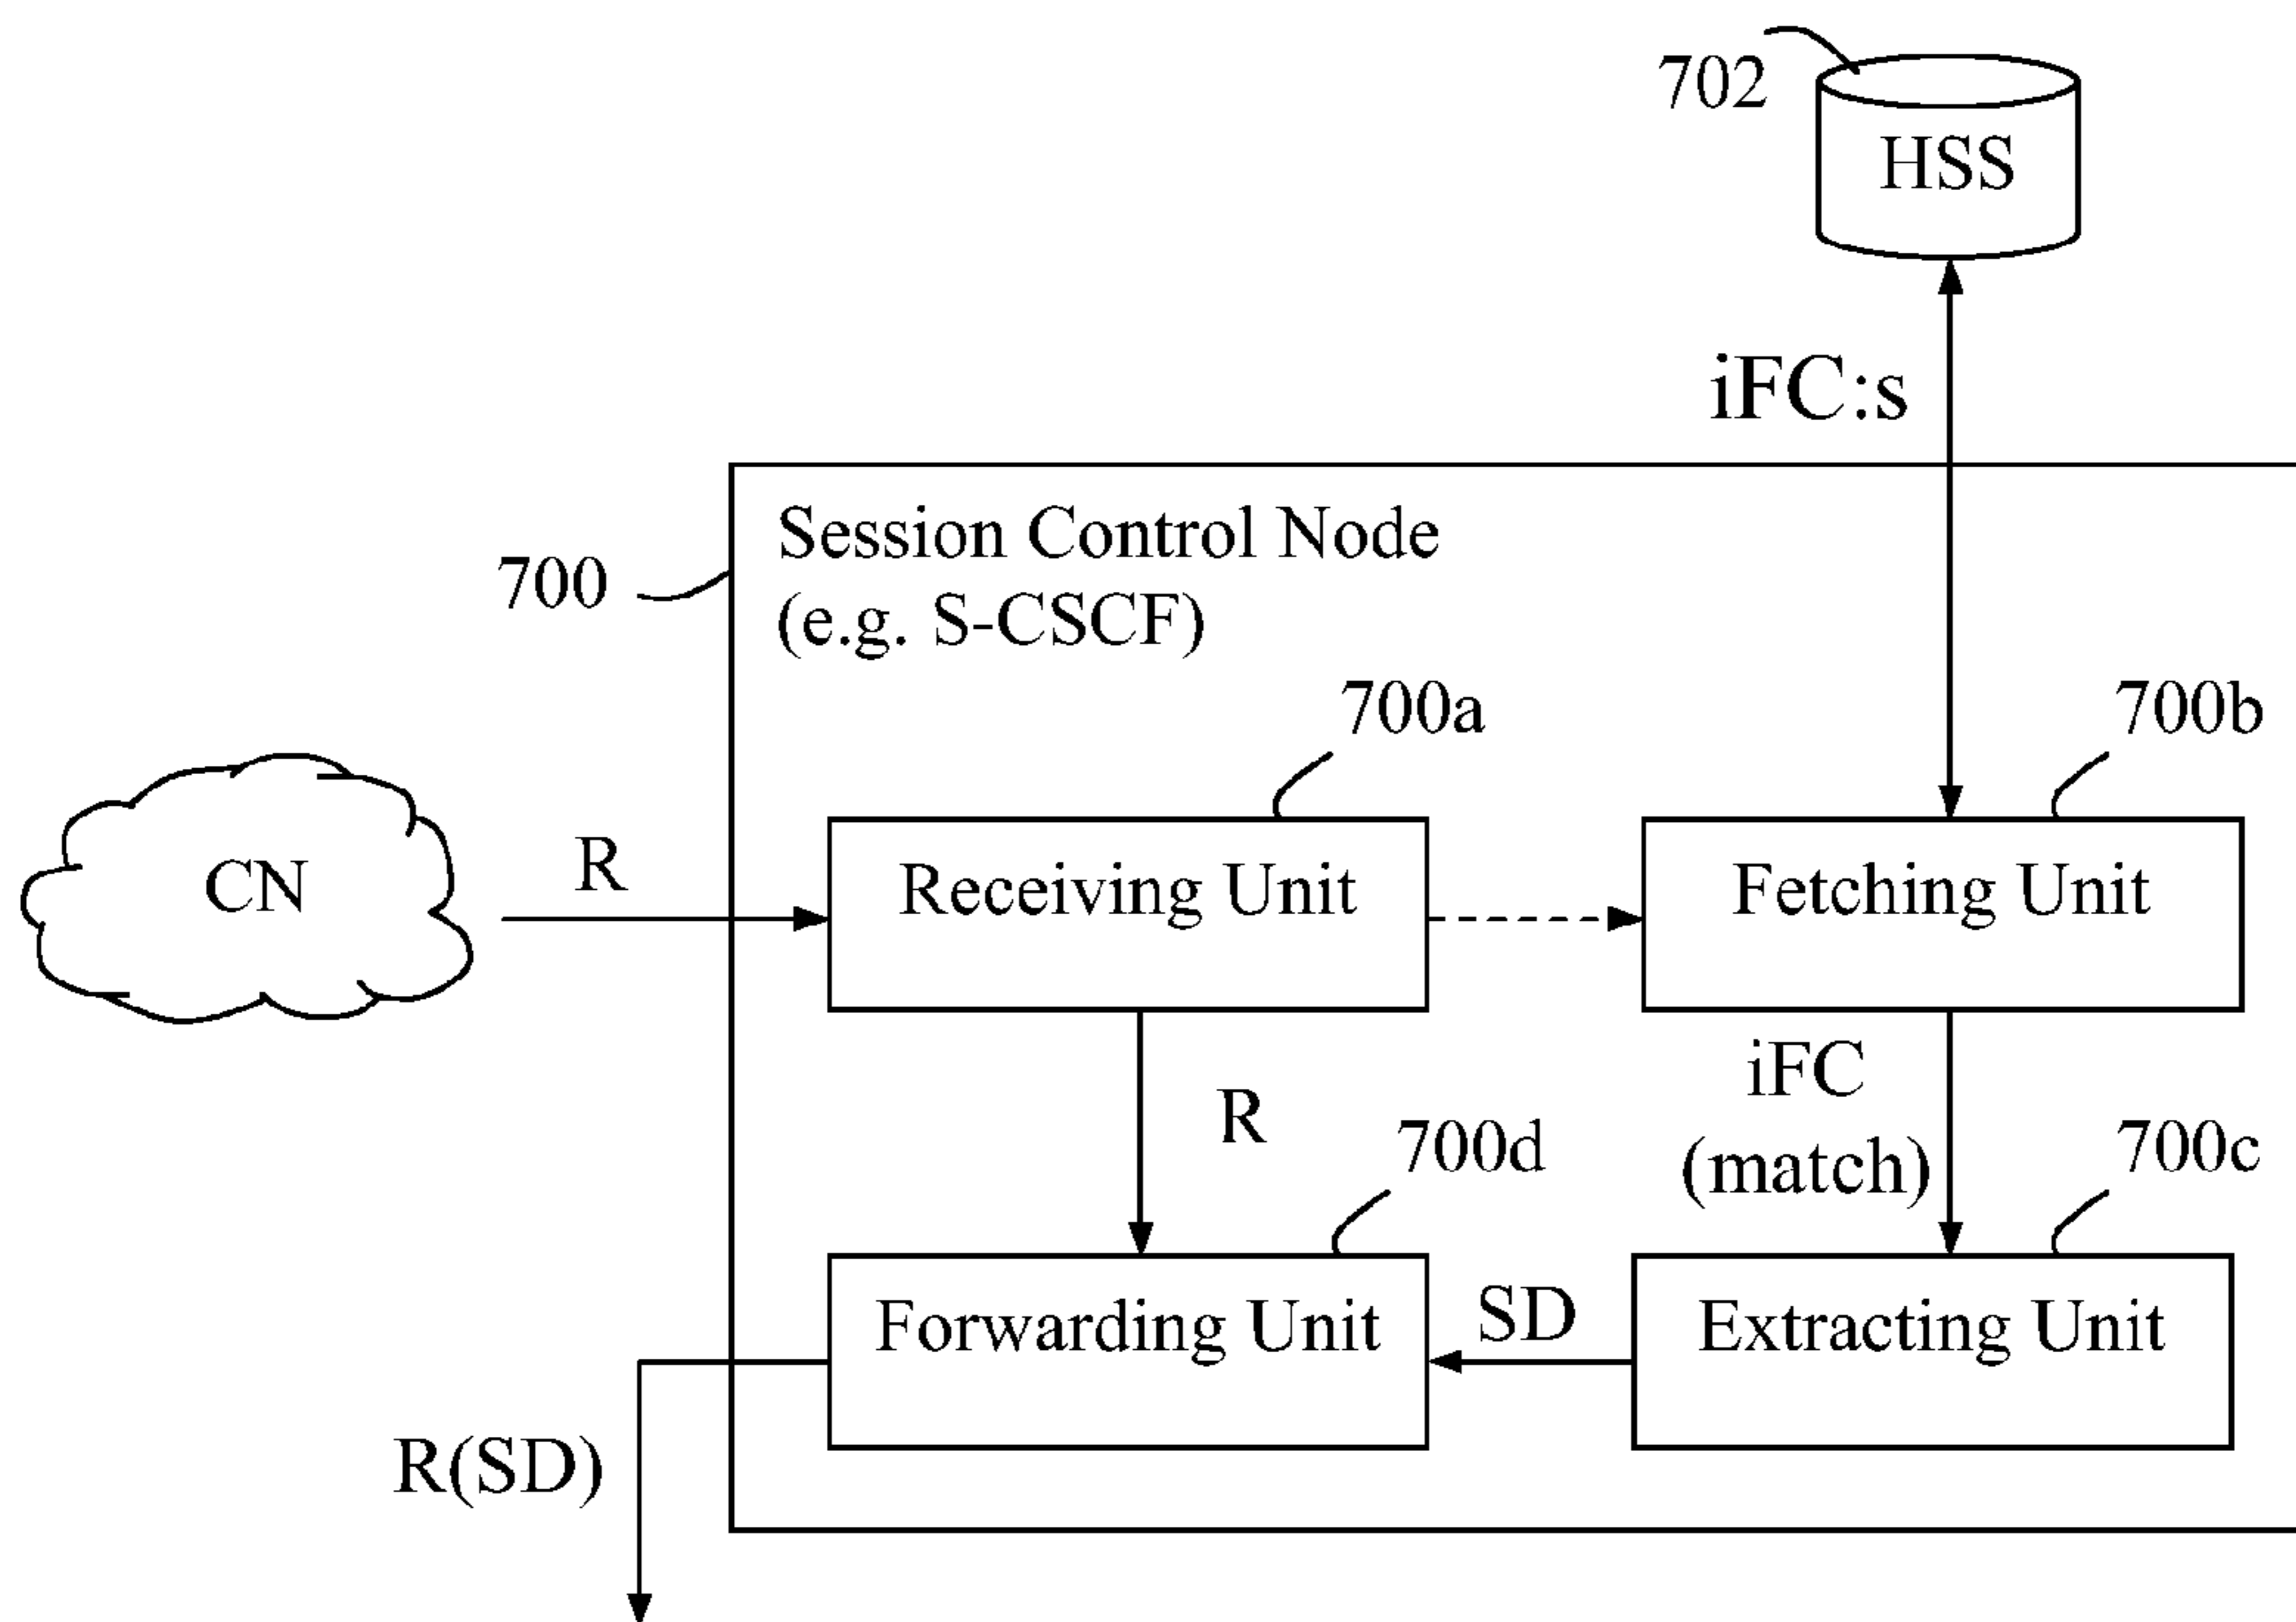 702
HSS
iFC:s
Session Control Node
(e.g. S-CSCF)
700
700a
700b
CN
R
Receiving Unit
Fetching Unit
iFC
(match)
R
700d
700c
Forwarding Unit
SD
Extracting Unit
R(SD)